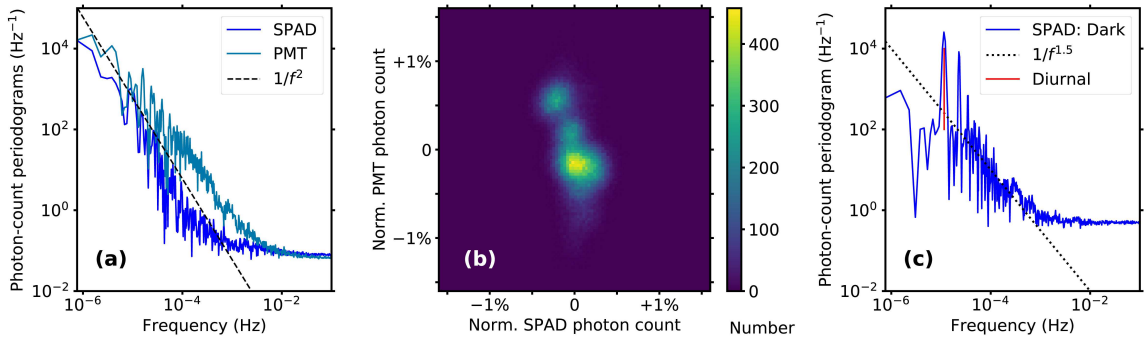 Photon-count periodograms (Hz⁻¹)
10⁴
10²
10⁰
10⁻²
SPAD
PMT
1/f²
(a)
10⁻⁶
10⁻⁴
10⁻²
Frequency (Hz)
Norm. PMT photon count
+1%
0
−1%
(b)
−1%
0
+1%
Norm. SPAD photon count
400
300
200
100
0
Number
Photon-count periodogram (Hz⁻¹)
10⁴
10²
10⁰
10⁻²
SPAD: Dark
1/f¹·⁵
Diurnal
(c)
10⁻⁶
10⁻⁴
10⁻²
Frequency (Hz)